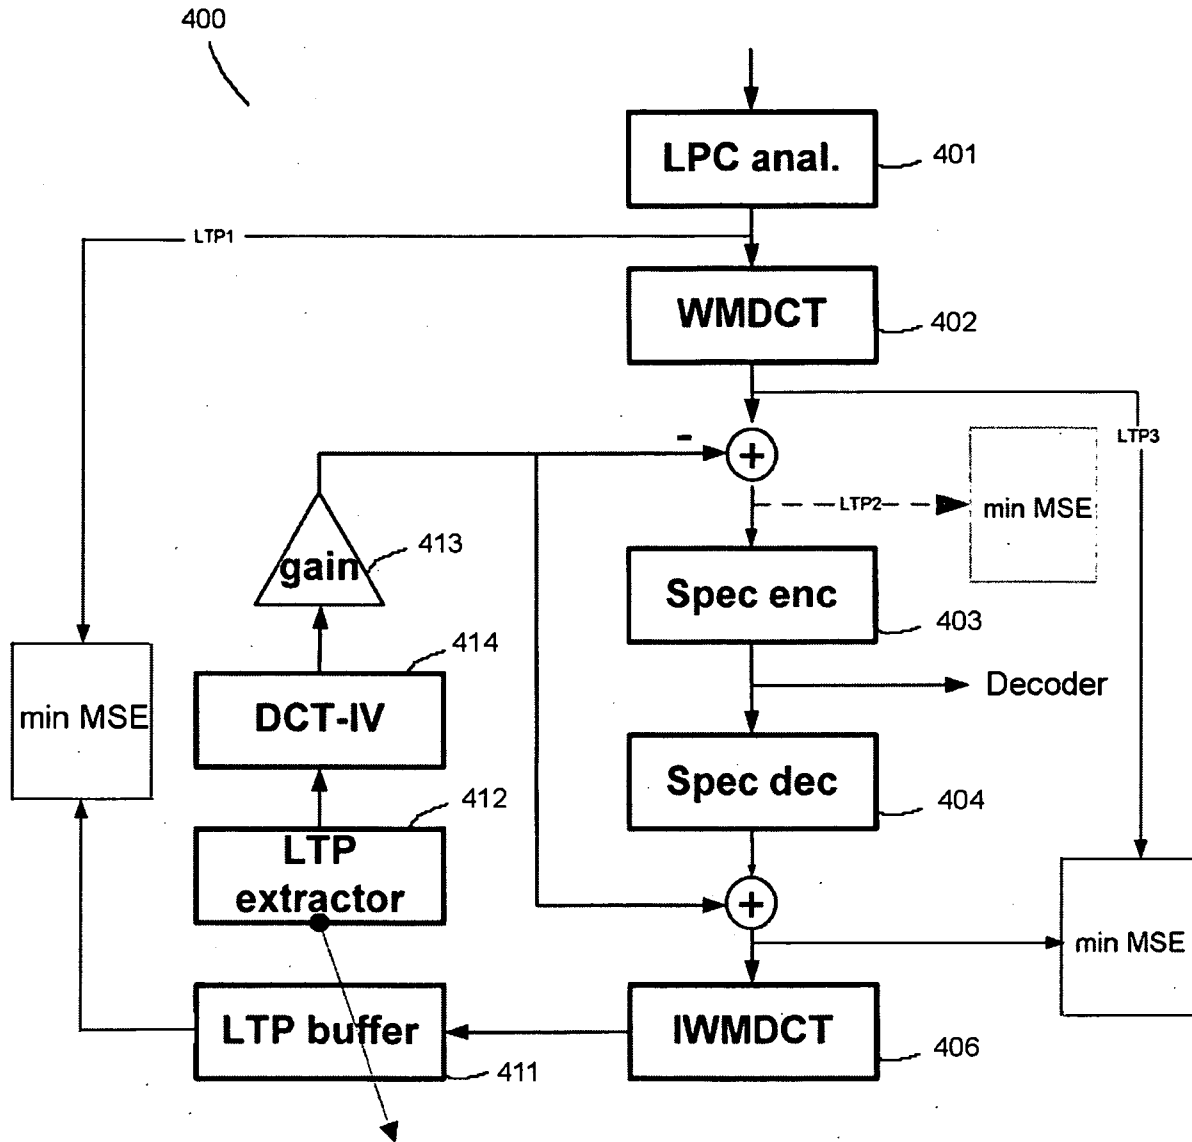 400
LPC anal.
401
LTP1
WMDCT
402
-
+
LTP3
LTP2
min MSE
gain
413
Spec enc
403
414
min MSE
DCT-IV
Decoder
412
Spec dec
404
LTP
extractor
+
min MSE
LTP buffer
411
IWMDCT
406